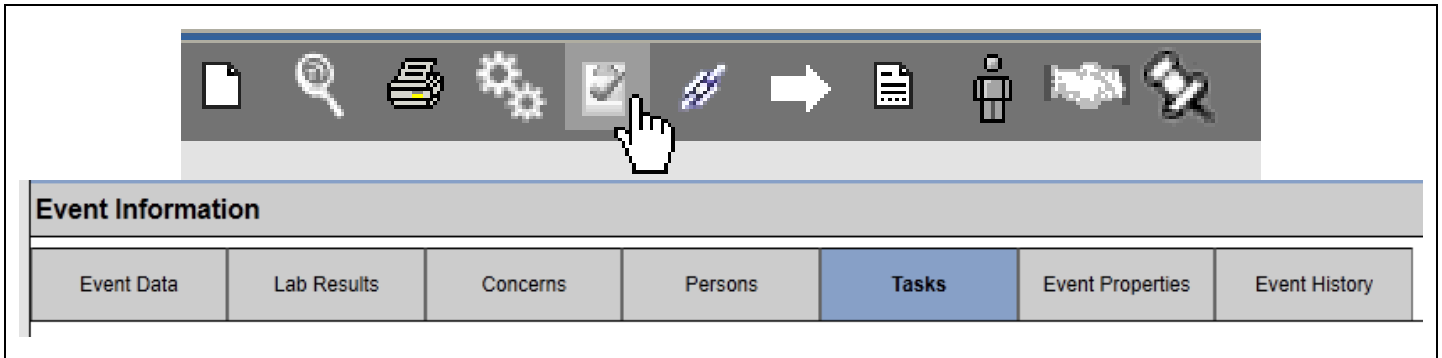 Event Information
Event Data Lab Results Concerns Persons Tasks Event Properties Event History